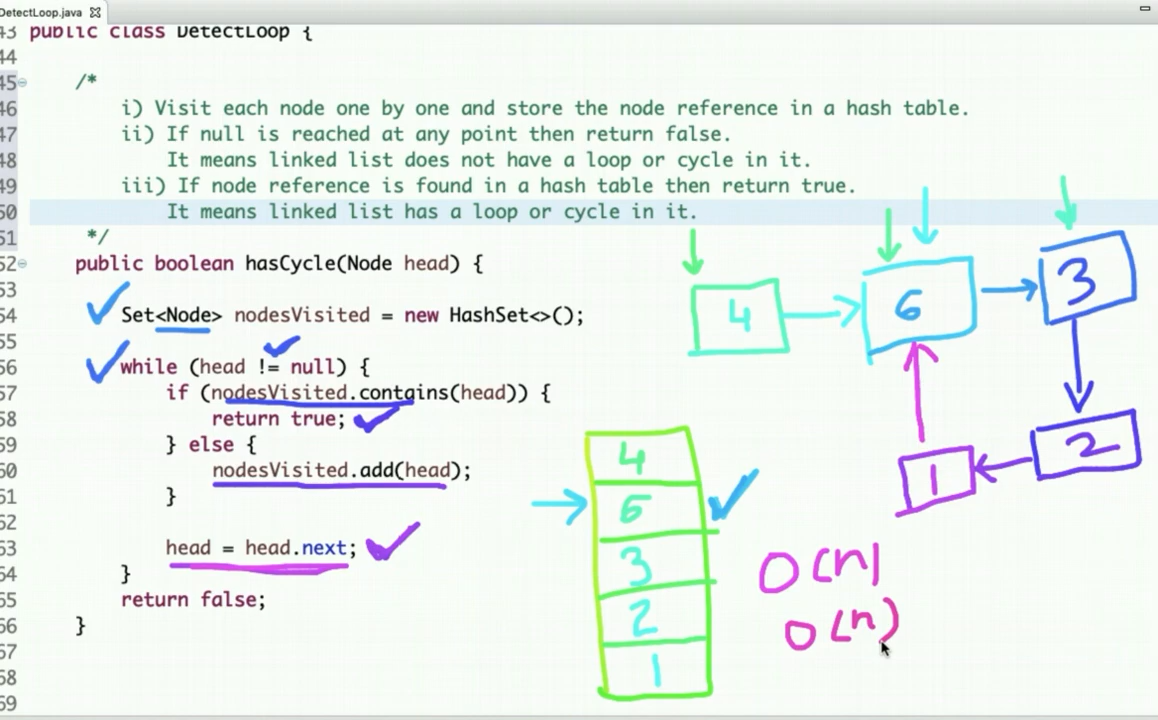 DetectLoop.java
43 public class DetectLoop {
44
45 /*
46 i) Visit each node one by one and store the node reference in a hash table.
47 ii) If null is reached at any point then return false.
48 It means linked list does not have a loop or cycle in it.
49 iii) If node reference is found in a hash table then return true.
50 It means linked list has a loop or cycle in it.
51 */
52 public boolean hasCycle(Node head) {
53
54 Set<Node> nodesVisited = new HashSet<>();
55
56 while (head != null) {
57 if (nodesVisited.contains(head)) {
58 return true;
59 } else {
60 nodesVisited.add(head);
61 }
62
63 head = head.next;
64 }
65 return false;
66 }
67
68
69
4 6 3
2
1
4
6
3
2
1
O(n)
O(n)